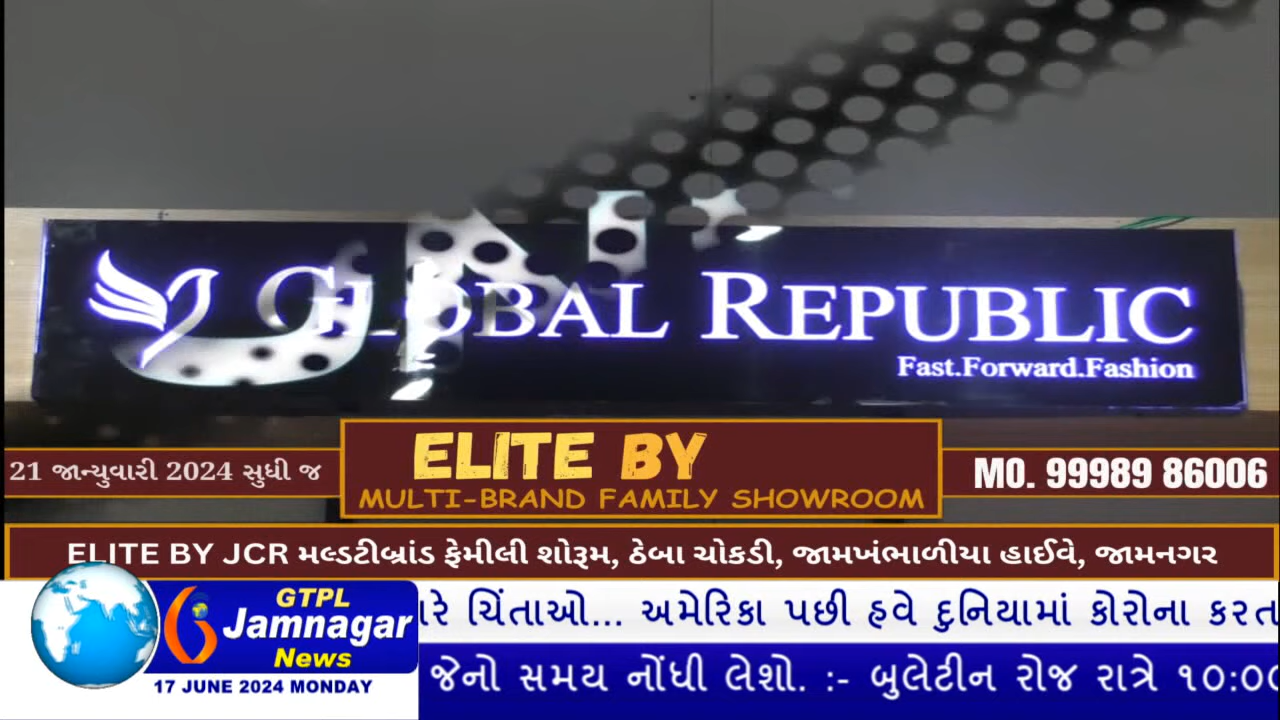 GLOBAL REPUBLIC
Fast.Forward.Fashion
ELITE BY
MULTI-BRAND FAMILY SHOWROOM
21 જાન્યુવારી 2024 સુધી જ
MO. 99989 86006
ELITE BY JCR મલ્ડટીબ્રાંડ ફેમીલી શોરૂમ, ઠેબા ચોકડી, જામખંભાળીયા હાઈવે, જામનગર
GTPL
Jamnagar
News
17 JUNE 2024 MONDAY
ચિંતાઓ... અમેરિકા પછી હવે દુનિયામાં કોરોના
જેનો સમય નોંધી લેશો. :- બુલેટીન રોજ રાત્રે